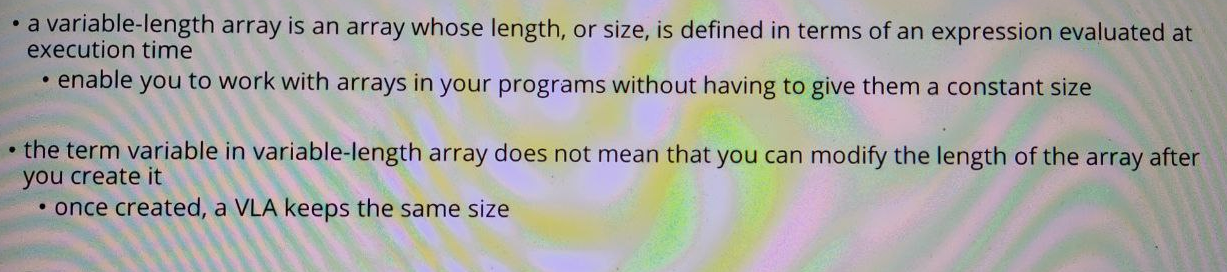 • a variable-length array is an array whose length, or size, is defined in terms of an expression evaluated at
execution time
• enable you to work with arrays in your programs without having to give them a constant size
• the term variable in variable-length array does not mean that you can modify the length of the array after
you create it
• once created, a VLA keeps the same size